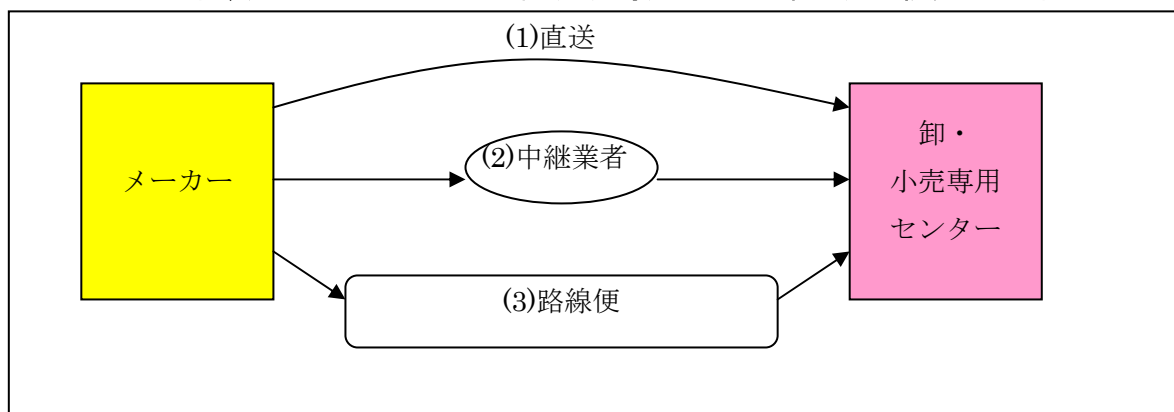 (1)直送
メーカー
(2)中継業者
卸・
小売専用
センター
(3)路線便